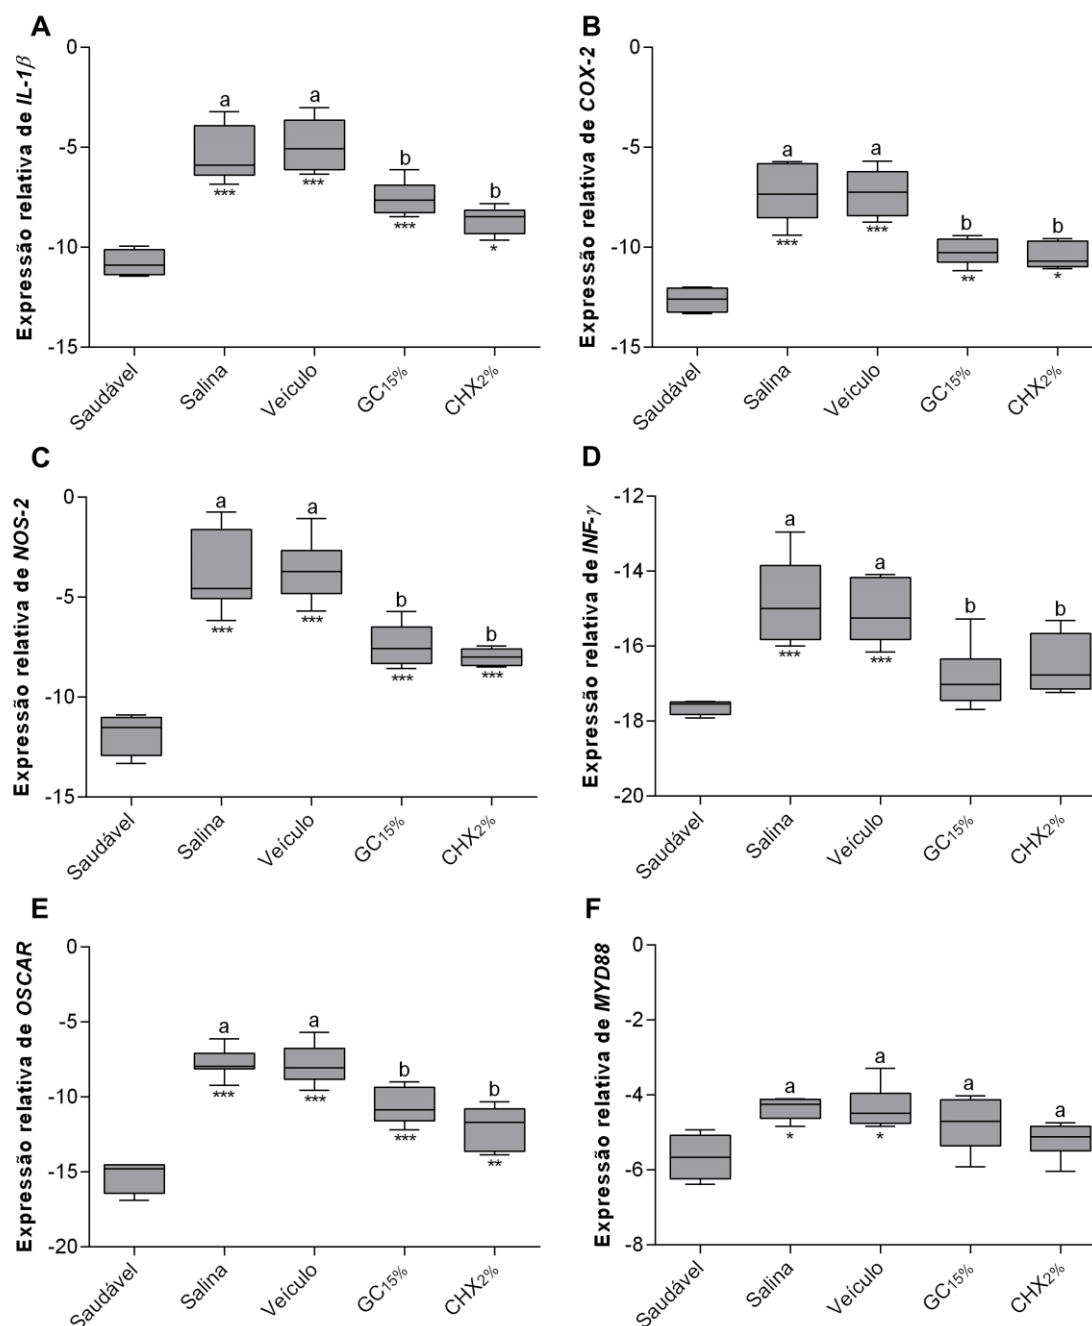 A
Expressão relativa de IL-1β
0
-5
-10
-15
a
a
b
b
***
***
***
*
Saudável
Salina
Veículo
GC15%
CHX2%
B
Expressão relativa de COX-2
0
-5
-10
-15
a
a
b
b
***
***
**
*
Saudável
Salina
Veículo
GC15%
CHX2%
C
Expressão relativa de NOS-2
0
-5
-10
-15
a
a
b
b
***
***
***
***
Saudável
Salina
Veículo
GC15%
CHX2%
D
Expressão relativa de INF-γ
-12
-14
-16
-18
-20
a
a
b
b
***
***
Saudável
Salina
Veículo
GC15%
CHX2%
E
Expressão relativa de OSCAR
0
-5
-10
-15
-20
a
a
b
b
***
***
***
**
Saudável
Salina
Veículo
GC15%
CHX2%
F
Expressão relativa de MYD88
0
-2
-4
-6
-8
a
a
a
a
*
*
Saudável
Salina
Veículo
GC15%
CHX2%